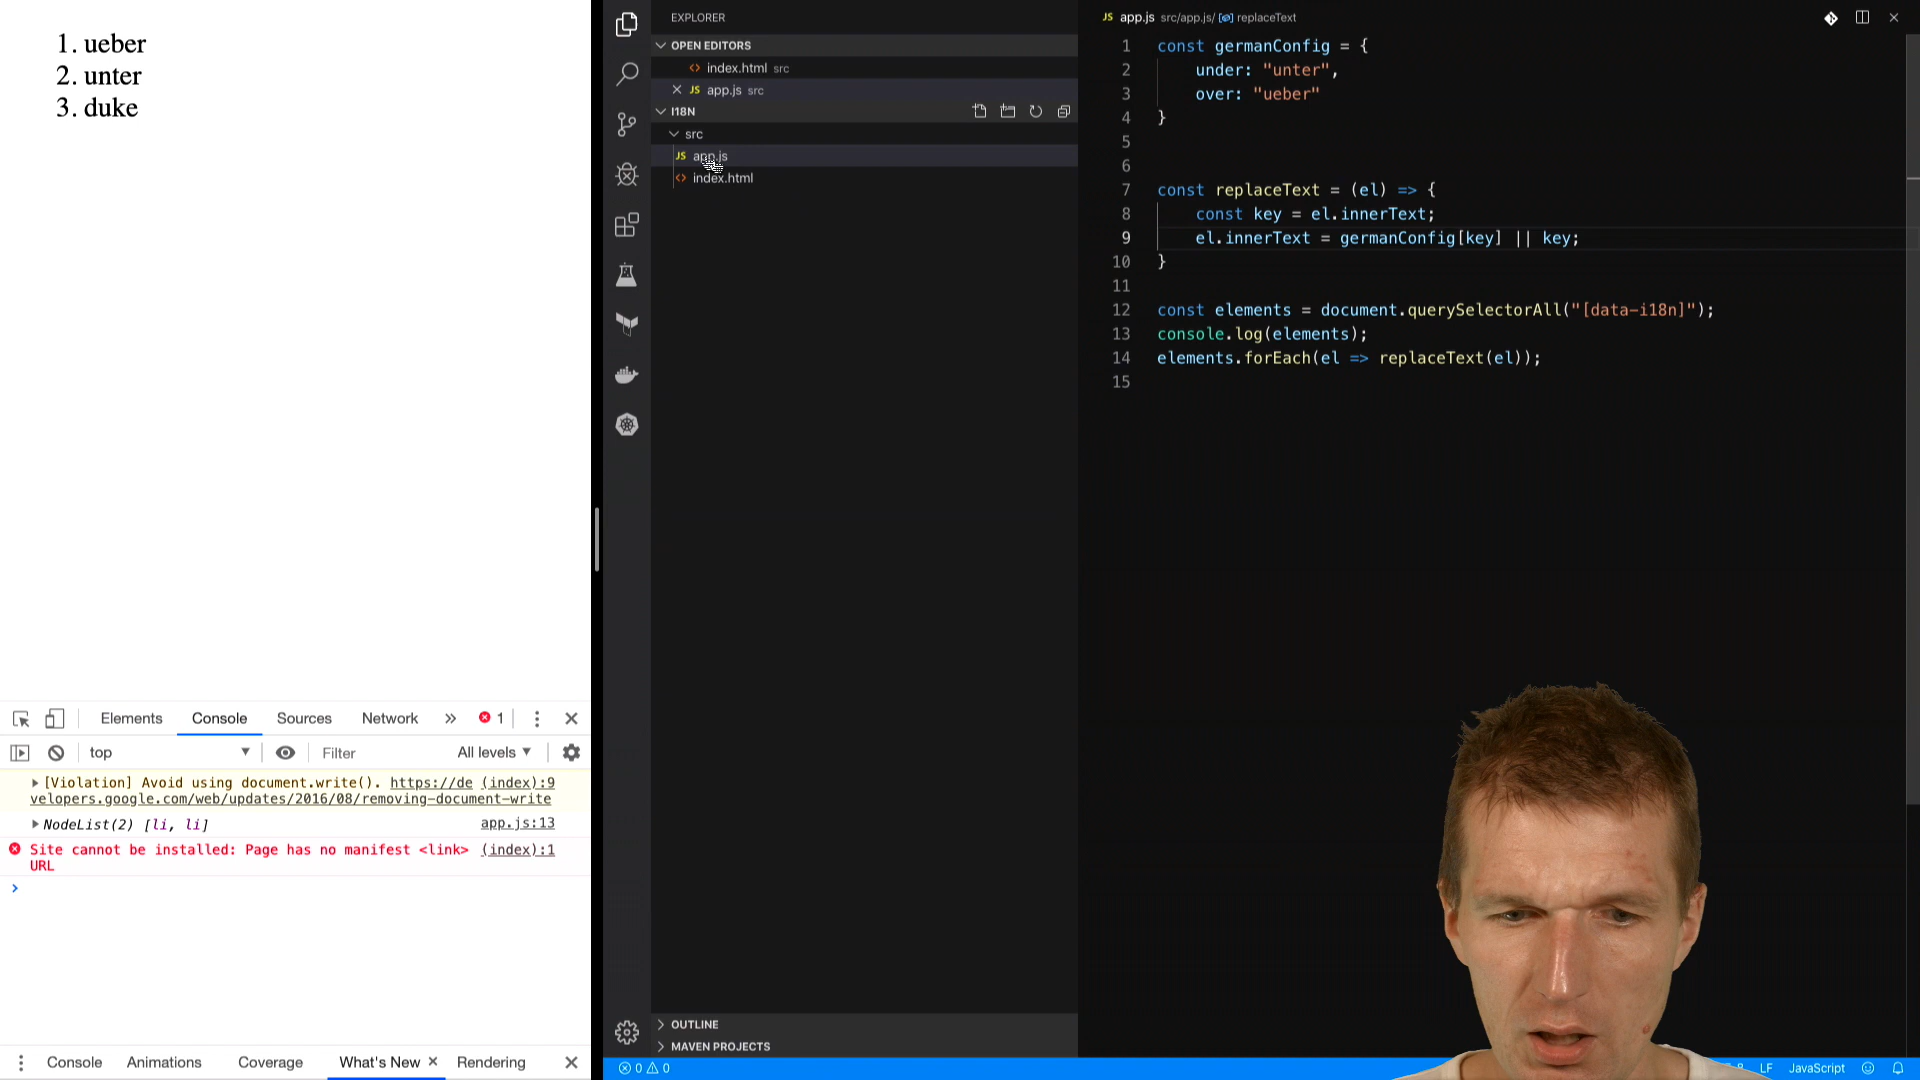 1. ueber
2. unter
3. duke
Elements
Console
Sources
Network
1
top
Filter
All levels
[Violation] Avoid using document.write(). https://de (index):9
velopers.google.com/web/updates/2016/08/removing-document-write
NodeList(2) [li, li] app.js:13
Site cannot be installed: Page has no manifest <link> (index):1
URL
Console
Animations
Coverage
What's New
Rendering
EXPLORER
OPEN EDITORS
index.html src
JS app.js src
I18N
src
JS app.js
index.html
OUTLINE
MAVEN PROJECTS
0 0
JS app.js src/app.js/ replaceText
1 const germanConfig = {
2 under: "unter",
3 over: "ueber"
4 }
5
6
7 const replaceText = (el) => {
8 const key = el.innerText;
9 el.innerText = germanConfig[key] || key;
10 }
11
12 const elements = document.querySelectorAll("[data-i18n]");
13 console.log(elements);
14 elements.forEach(el => replaceText(el));
15
LF JavaScript